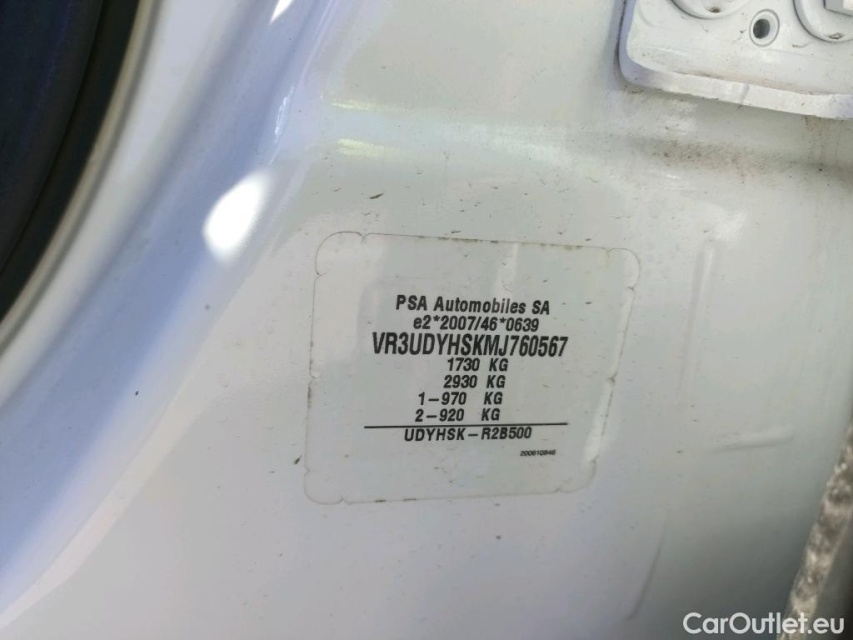 PSA Automobiles SA
e2*2007/46*0639
VR3UDYHSKMJ760567
1730 KG
2930 KG
1-970 KG
2-920 KG
UDYHSK-R2B500
CarOutlet.eu